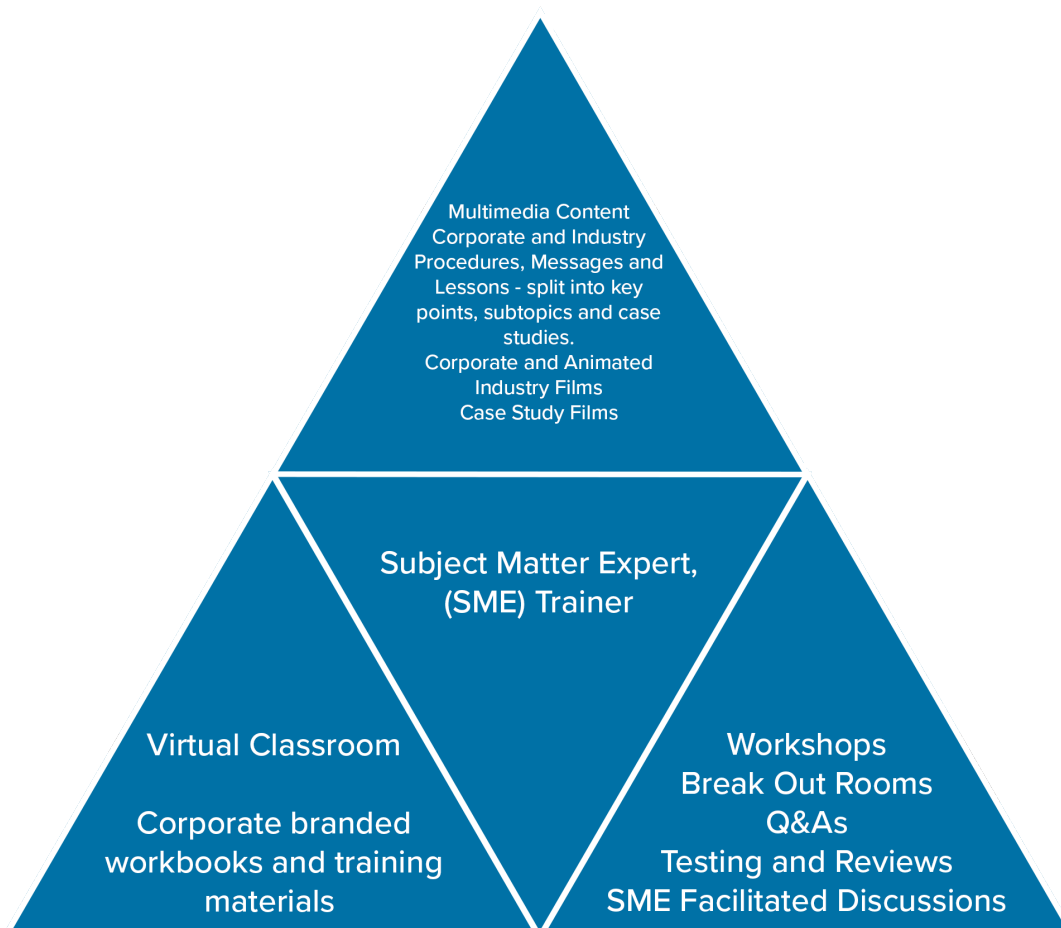 Multimedia Content
Corporate and Industry
Procedures, Messages and
Lessons - split into key
points, subtopics and case
studies.
Corporate and Animated
Industry Films
Case Study Films
Subject Matter Expert,
(SME) Trainer
Virtual Classroom
Corporate branded
workbooks and training
materials
Workshops
Break Out Rooms
Q&As
Testing and Reviews
SME Facilitated Discussions